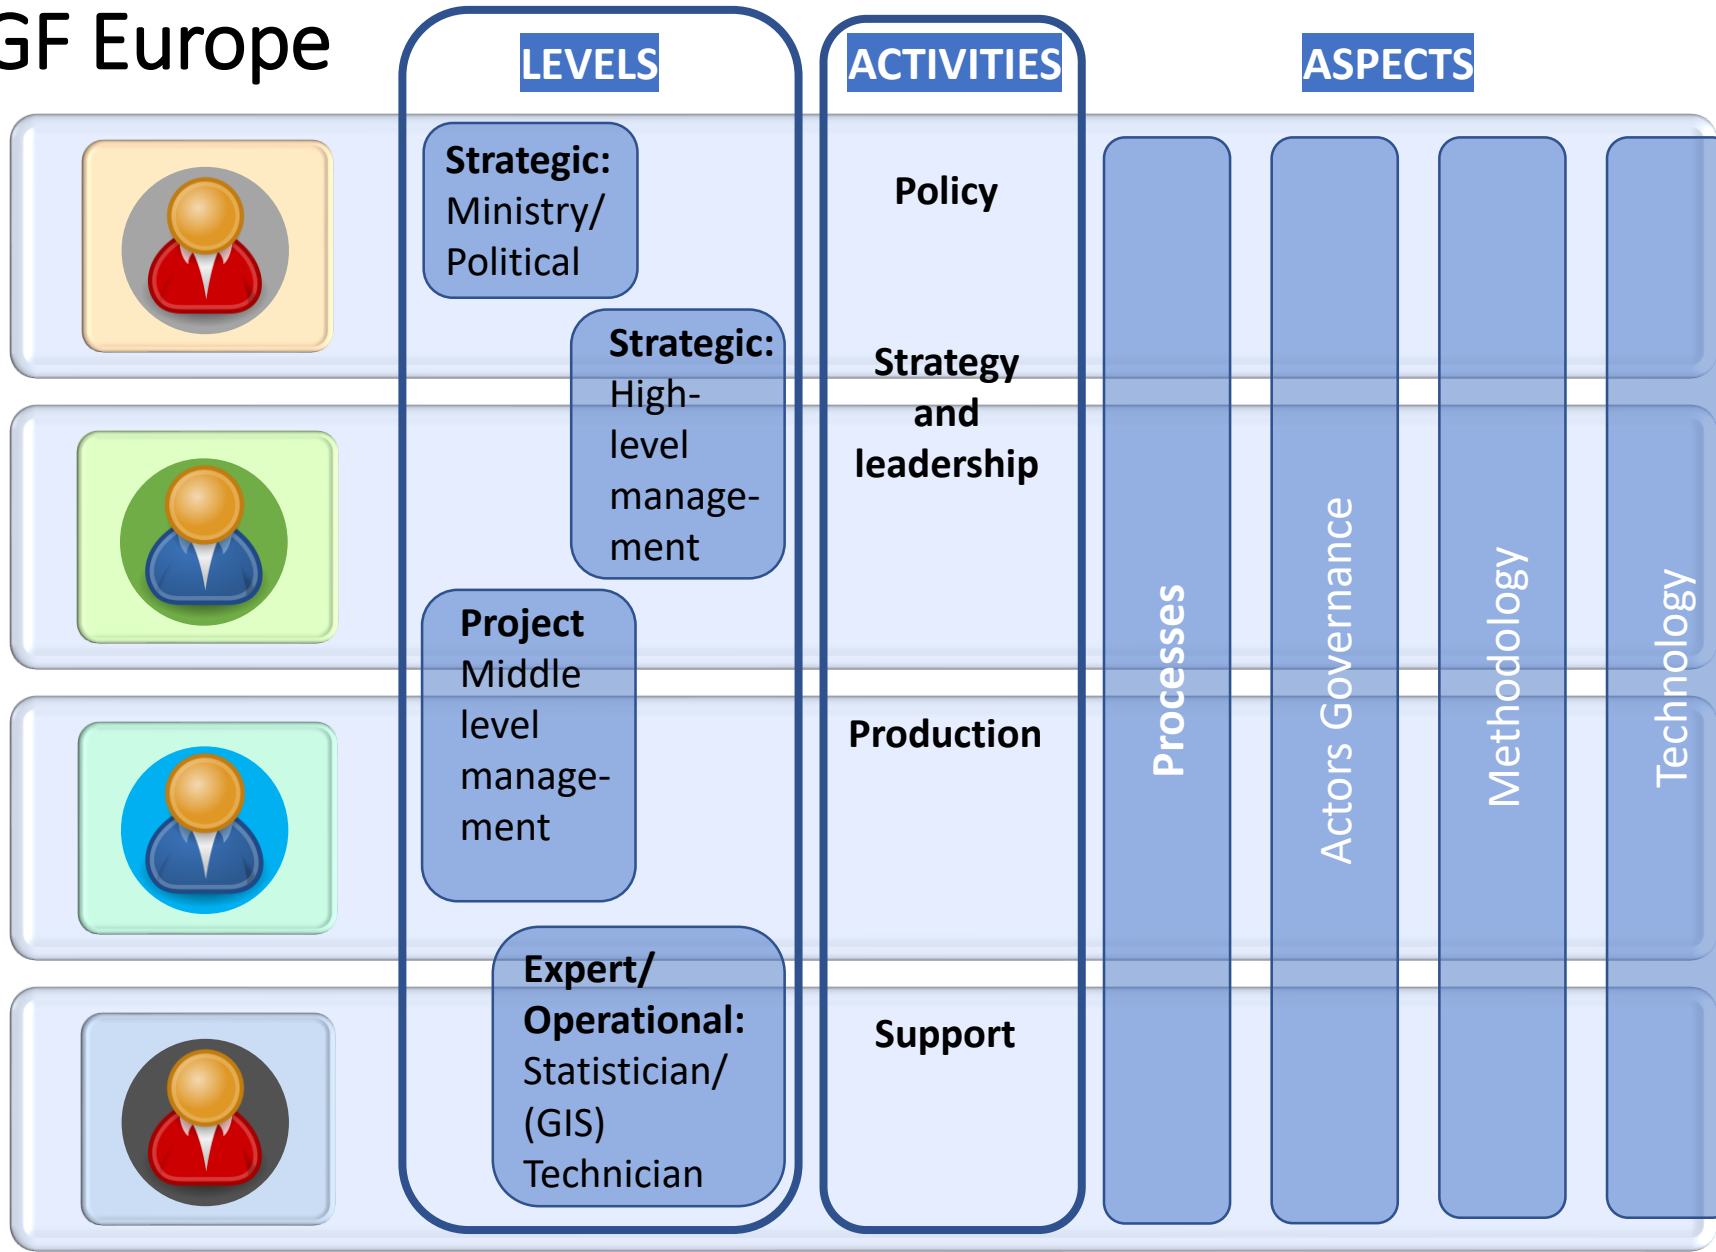 GF Europe
LEVELS
ACTIVITIES
ASPECTS
Strategic:
Ministry/
Political
Policy
Strategic:
High-
level
manage-
ment
Strategy
and
leadership
Project
Middle
level
manage-
ment
Production
Expert/
Operational:
Statistician/
(GIS)
Technician
Support
Processes
Actors Governance
Methodology
Technology